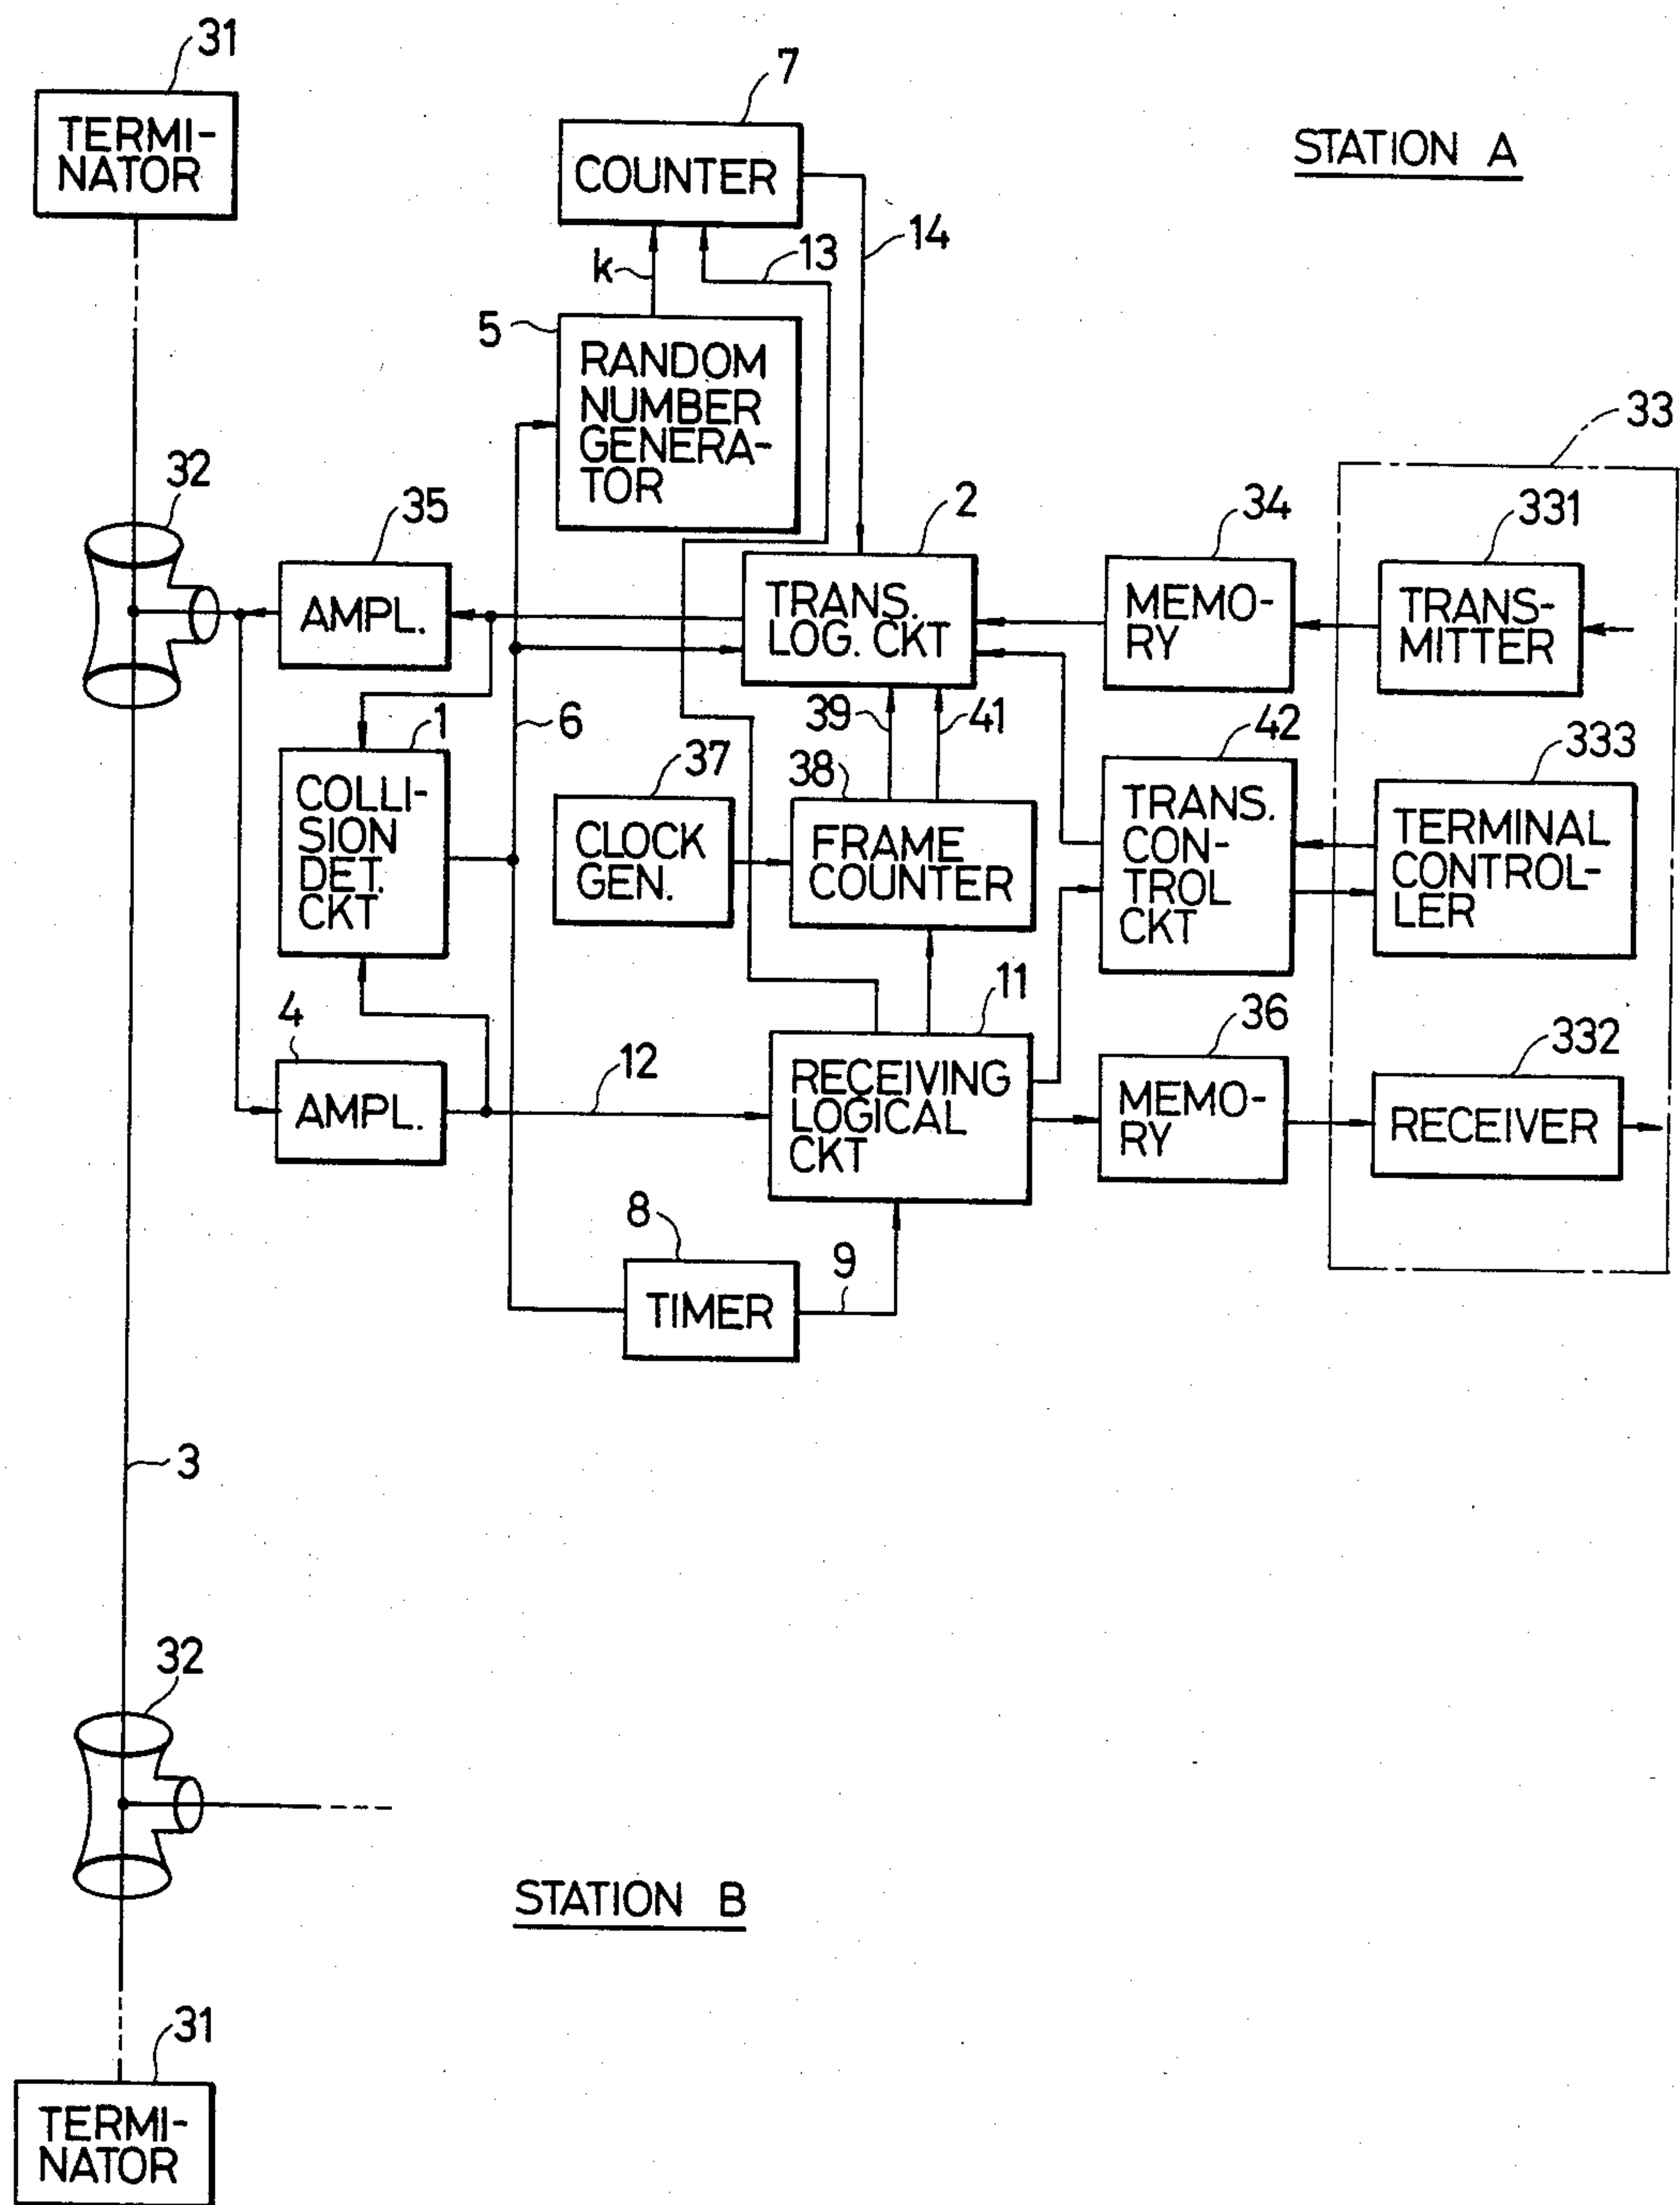 31
TERMI-
NATOR
7
COUNTER
STATION A
k
13
14
5
RANDOM
NUMBER
GENERA-
TOR
33
32
35
AMPL.
2
TRANS.
LOG. CKT
34
MEMO-
RY
331
TRANS-
MITTER
1
COLLI-
SION
DET.
CKT
6
39
41
37
CLOCK
GEN.
38
FRAME
COUNTER
42
TRANS.
CON-
TROL
CKT
333
TERMINAL
CONTROL-
LER
4
AMPL.
12
11
RECEIVING
LOGICAL
CKT
36
MEMO-
RY
332
RECEIVER
8
TIMER
9
3
32
STATION B
31
TERMI-
NATOR